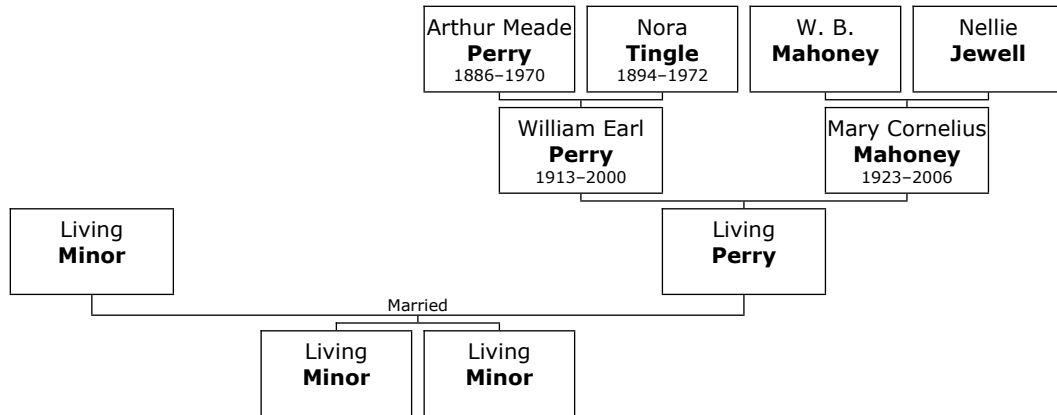 Arthur Meade
Perry
1886–1970
Nora
Tingle
1894–1972
W. B.
Mahoney
Nellie
Jewell
William Earl
Perry
1913–2000
Mary Cornelius
Mahoney
1923–2006
Living
Minor
Living
Perry
Married
Living
Minor
Living
Minor